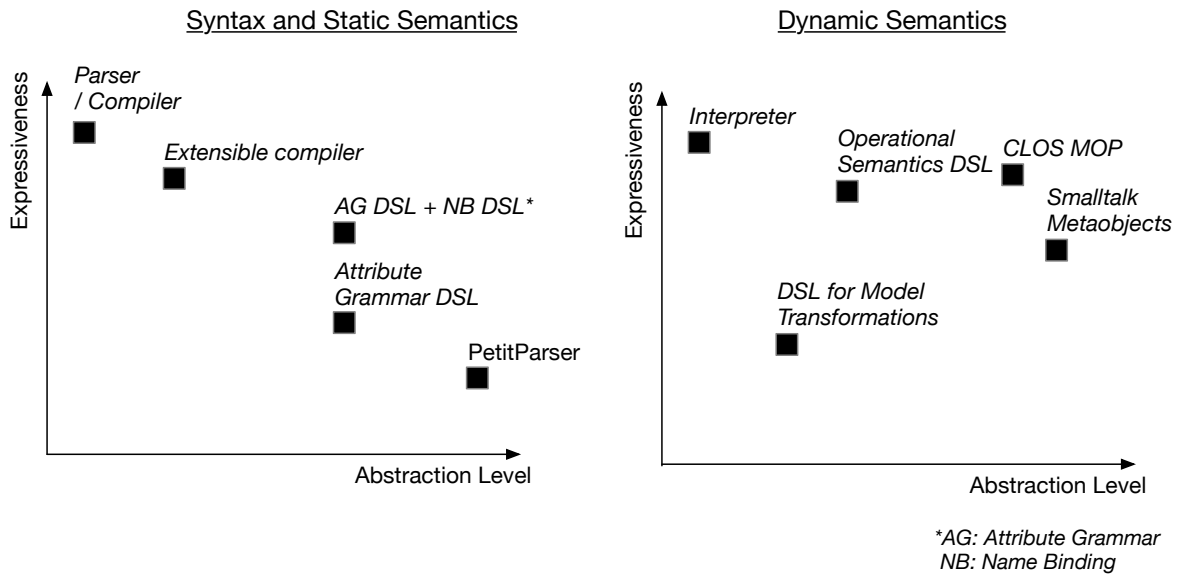 Syntax and Static Semantics
Expressiveness
Parser
/ Compiler
Extensible compiler
AG DSL + NB DSL*
Attribute
Grammar DSL
PetitParser
Abstraction Level
Dynamic Semantics
Expressiveness
Interpreter
Operational
Semantics DSL
CLOS MOP
Smalltalk
Metaobjects
DSL for Model
Transformations
Abstraction Level
*AG: Attribute Grammar
NB: Name Binding